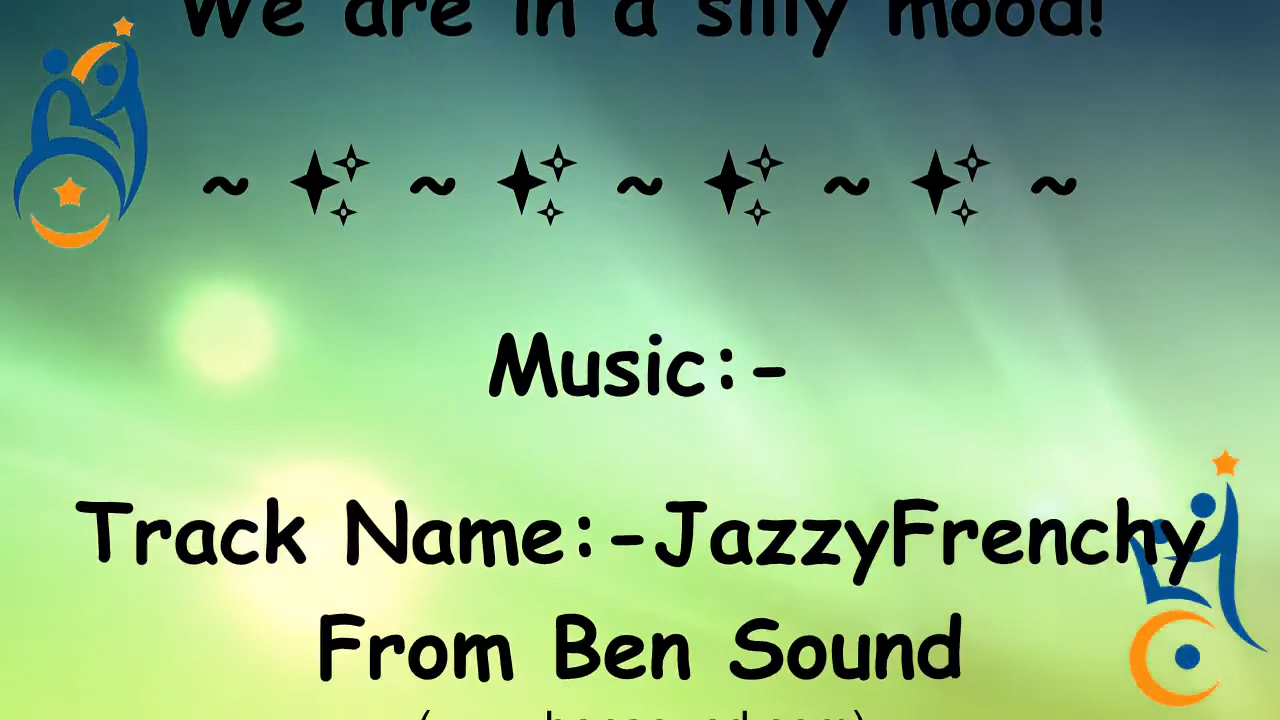 We are in a silly mood!
~ ✨ ~ ✨ ~ ✨ ~ ✨ ~
Music:-
Track Name:-JazzyFrenchy
From Ben Sound